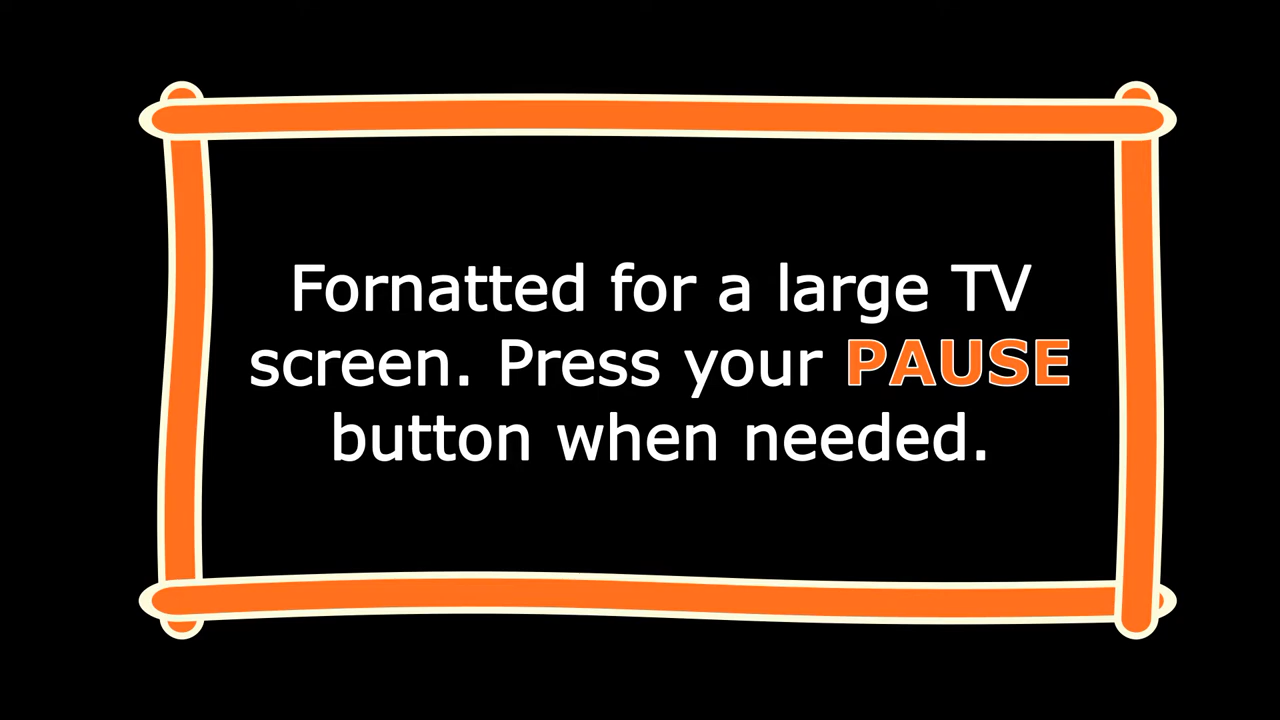 Fornatted for a large TV
screen. Press your PAUSE
button when needed.